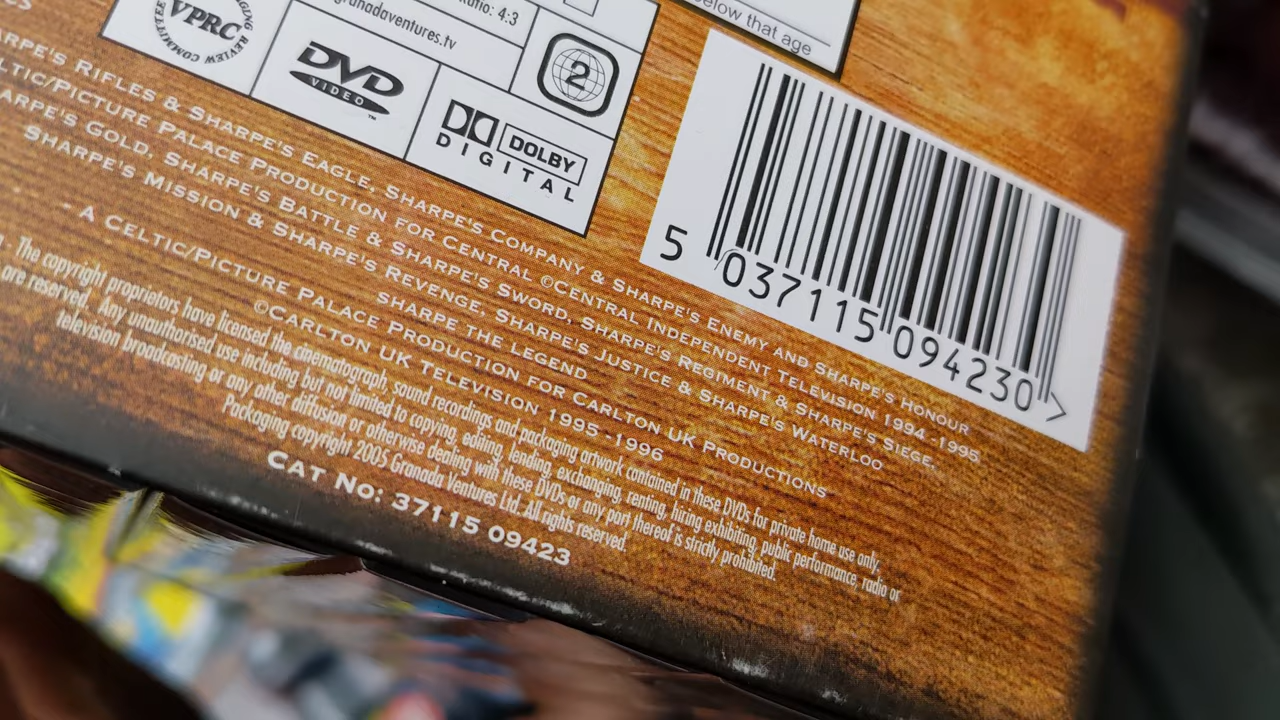 Ratio: 4:3
granadaventures.tv
VPRC
COMMITTEE
REVIEW
DVD
VIDEO
™
2
DOLBY
DIGITAL
below that age
5 037115 094230 >
SHARPE'S RIFLES & SHARPE'S EAGLE, SHARPE'S COMPANY & SHARPE'S ENEMY AND SHARPE'S HONOUR
CELTIC/PICTURE PALACE PRODUCTION FOR CENTRAL ©CENTRAL INDEPENDENT TELEVISION 1994 -1995
SHARPE'S GOLD, SHARPE'S BATTLE & SHARPE'S SWORD, SHARPE'S REGIMENT & SHARPE'S SIEGE,
SHARPE'S MISSION & SHARPE'S REVENGE, SHARPE'S JUSTICE & SHARPE'S WATERLOO
SHARPE THE LEGEND
- A CELTIC/PICTURE PALACE PRODUCTION FOR CARLTON UK PRODUCTIONS
©CARLTON UK TELEVISION 1995 -1996
The copyright proprietors have licensed the cinematograph, sound recordings and packaging artwork contained in these DVDs for private home use only.
are reserved. Any unauthorised use including but not limited to copying, editing, lending, exchanging, renting, hiring exhibiting, public performance, radio or
television broadcasting or any other diffusion or otherwise dealing with these DVDs or any part thereof is strictly prohibited.
Packaging copyright 2005 Granada Ventures Ltd. All rights reserved.
CAT NO: 37115 09423